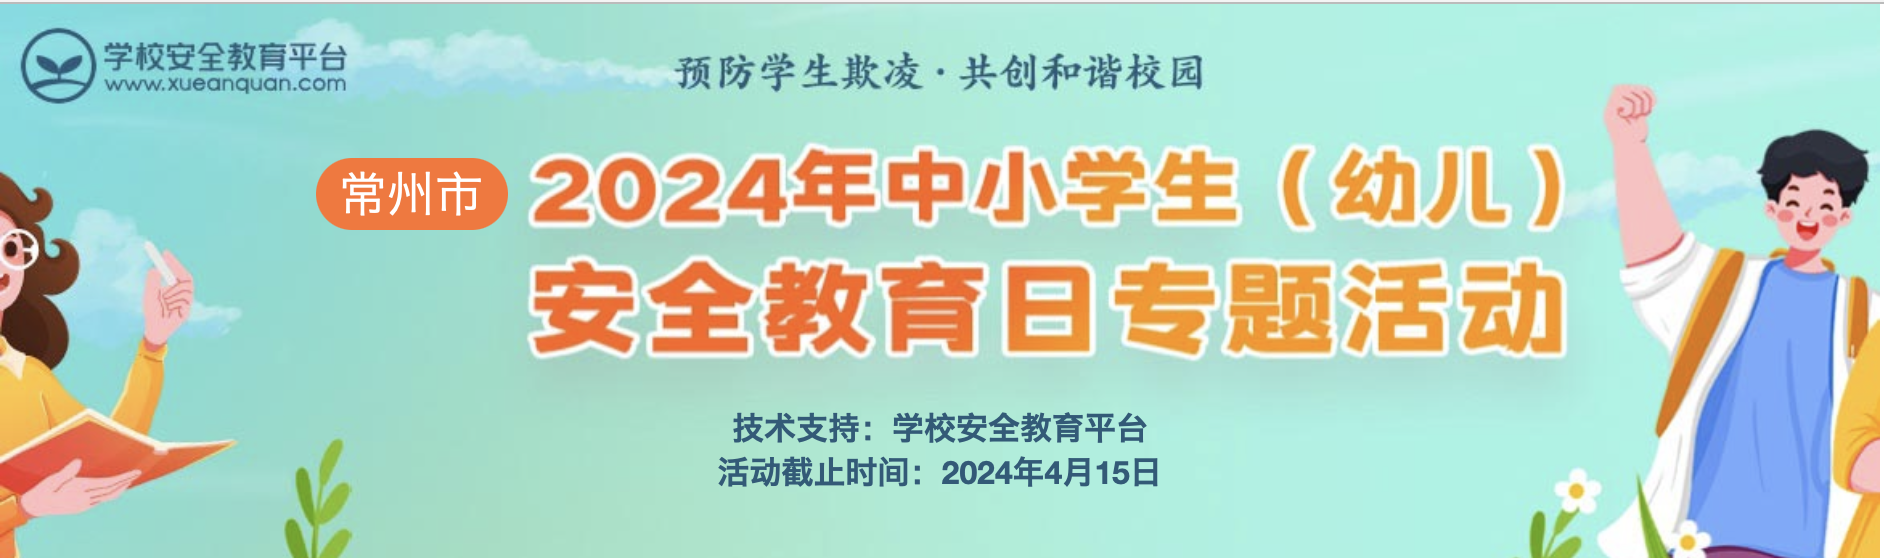 学校安全教育平台
www.xueanquan.com
预防学生欺凌·共创和谐校园
常州市
2024年中小学生（幼儿）
安全教育日专题活动
技术支持：学校安全教育平台
活动截止时间：2024年4月15日